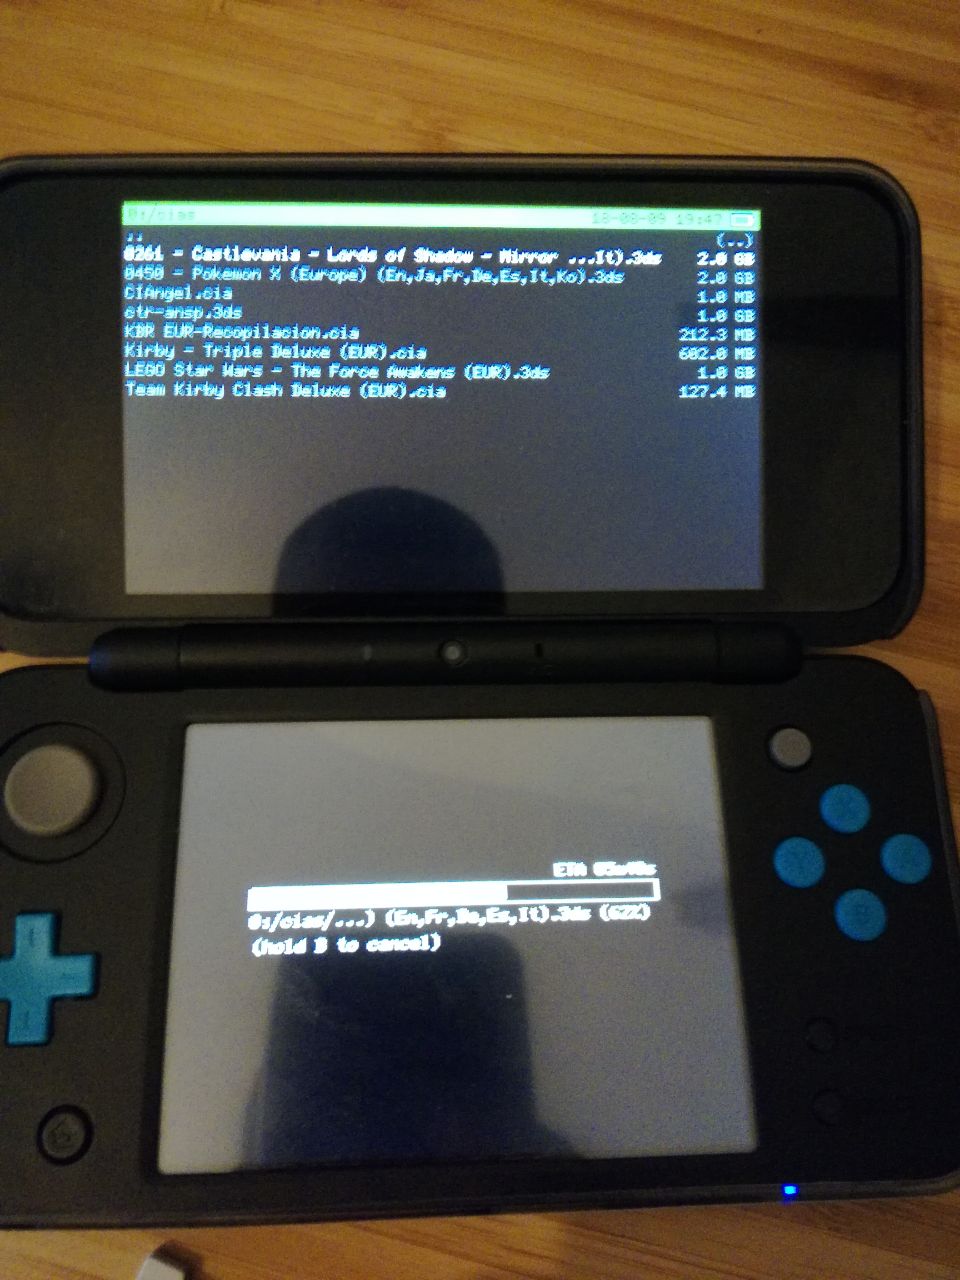 0:/cias 18-08-09 19:47
.. (..)
0261 - Castlevania - Lords of Shadow - Mirror ...It).3ds 2.0 GB
0450 - Pokemon X (Europe) (En,Ja,Fr,De,Es,It,Ko).3ds 2.0 GB
CIAngel.cia 1.0 MB
ctr-ansp.3ds 1.0 GB
KBR EUR-Recopilacion.cia 212.3 MB
Kirby - Triple Deluxe (EUR).cia 602.0 MB
LEGO Star Wars - The Force Awakens (EUR).3ds 1.0 GB
Team Kirby Clash Deluxe (EUR).cia 127.4 MB
ETA
0:/cias/...) (En,Fr,De,Es,It).3ds (62%)
(hold B to cancel)